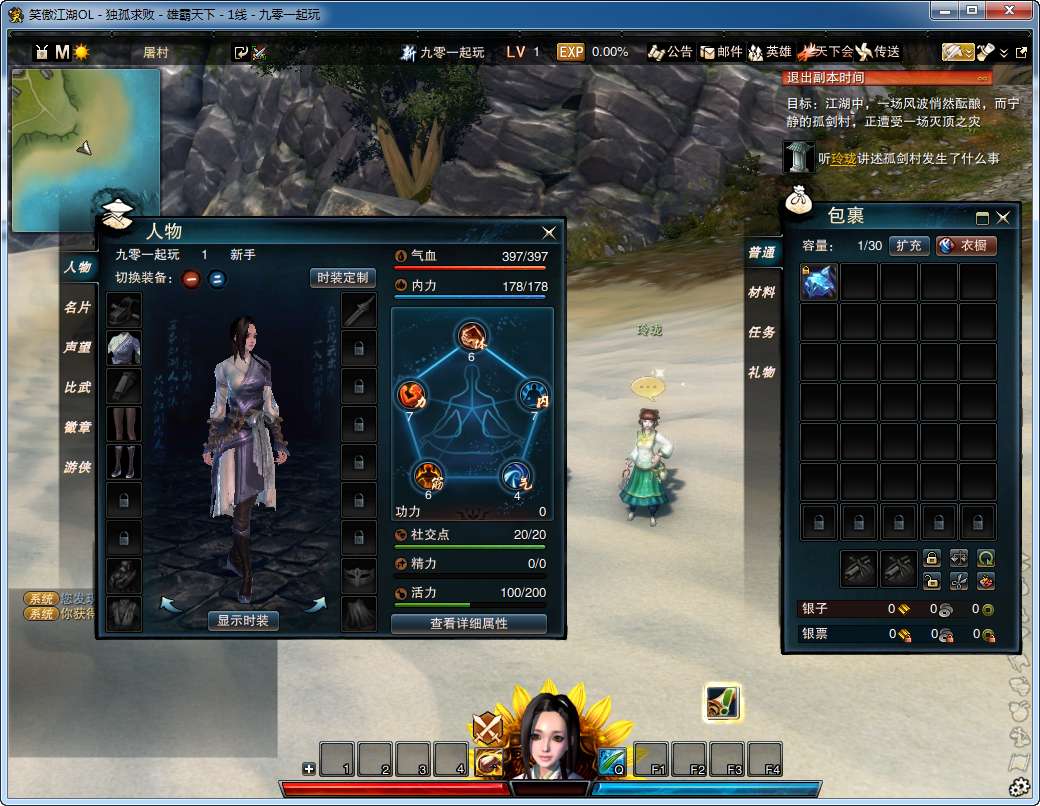 笑傲江湖OL - 独孤求败 - 雄霸天下 - 1线 - 九零一起玩
M
屠村
九零一起玩 LV 1 EXP 0.00% 公告 邮件 英雄 天下会 传送
退出副本时间
目标：江湖中，一场风波悄然酝酿，而宁
静的孤剑村，正遭受一场灭顶之灾
听玲珑讲述孤剑村发生了什么事
人物
九零一起玩 1 新手
切换装备： 一 二 时装定制
人物
名片
声望
比武
徽章
游侠
显示时装
气血 397/397
内力 178/178
体 6
力 7
内 7
筋 6
气 4
功力 0
社交点 20/20
精力 0/0
活力 100/200
查看详细属性
玲珑
包裹
容量： 1/30 扩充 衣橱
普通
材料
任务
礼物
银子 0 0 0
银票 0 0 0
系统 您发现
系统 你获得
1 2 3 4 Q F1 F2 F3 F4